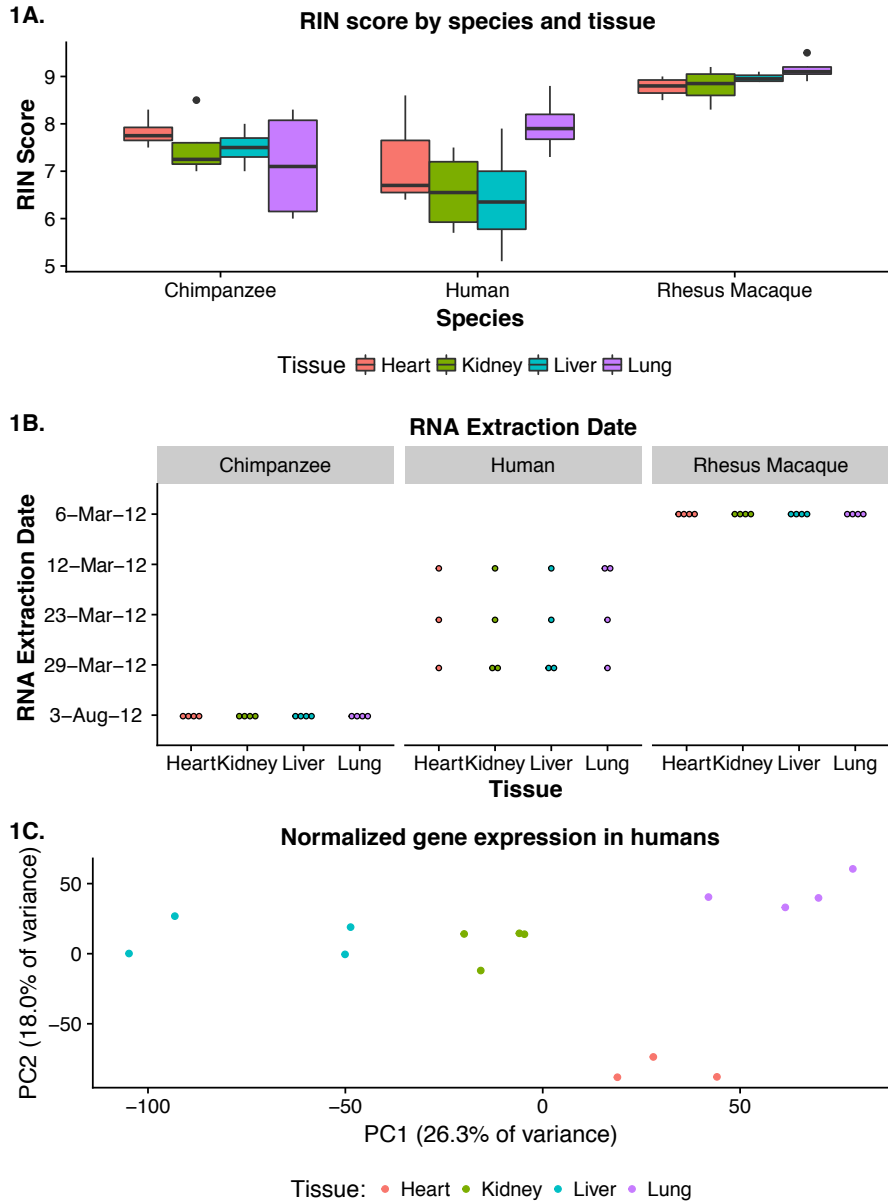 1A.
RIN score by species and tissue
RIN Score
9
8
7
6
5
Chimpanzee Human Rhesus Macaque
Species
Tissue Heart Kidney Liver Lung
1B.
RNA Extraction Date
Chimpanzee Human Rhesus Macaque
RNA Extraction Date
6−Mar−12
12−Mar−12
23−Mar−12
29−Mar−12
3−Aug−12
Heart Kidney Liver Lung Heart Kidney Liver Lung Heart Kidney Liver Lung
Tissue
1C.
Normalized gene expression in humans
PC2 (18.0% of variance)
50
0
−50
−100 −50 0 50
PC1 (26.3% of variance)
Tissue: Heart Kidney Liver Lung